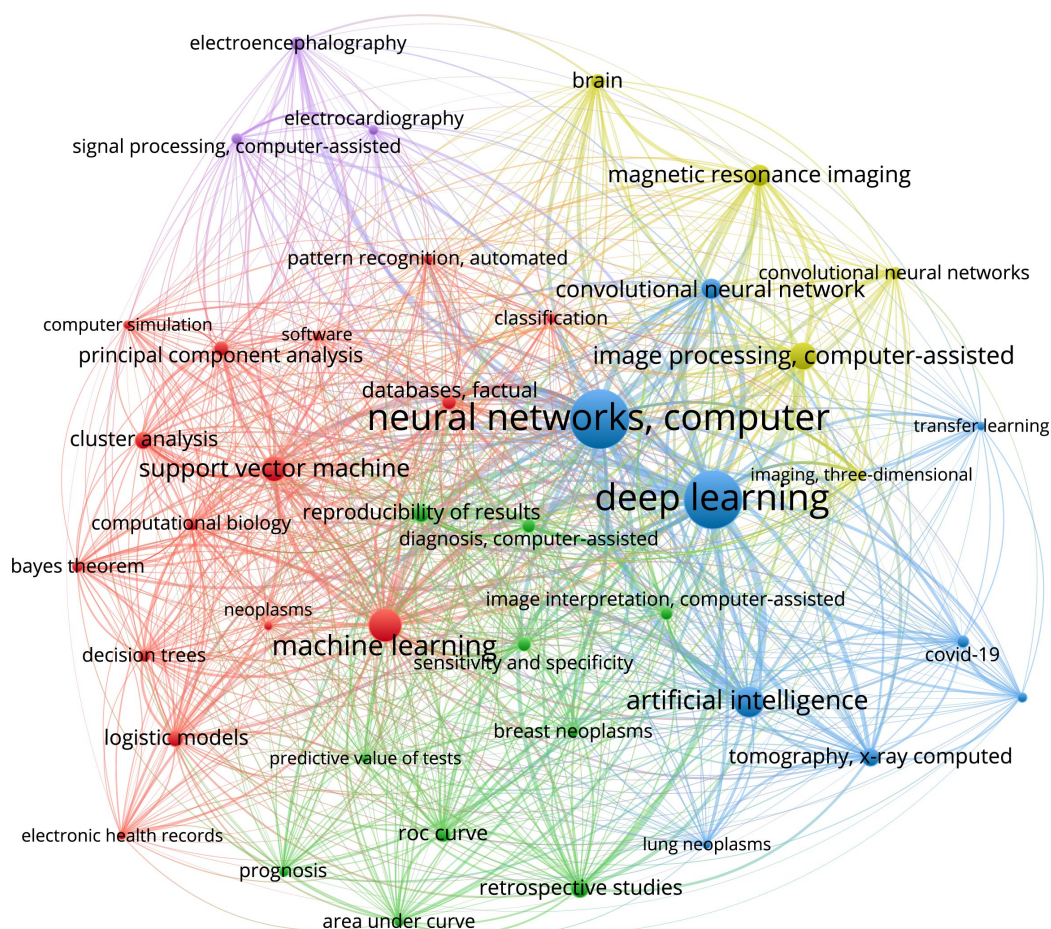 electroencephalography
brain
electrocardiography
signal processing, computer-assisted
magnetic resonance imaging
pattern recognition, automated
convolutional neural networks
convolutional neural network
classification
computer simulation
software
principal component analysis
image processing, computer-assisted
databases, factual
neural networks, computer
transfer learning
cluster analysis
support vector machine
imaging, three-dimensional
deep learning
reproducibility of results
computational biology
diagnosis, computer-assisted
bayes theorem
image interpretation, computer-assisted
neoplasms
machine learning
decision trees
sensitivity and specificity
covid-19
artificial intelligence
breast neoplasms
logistic models
predictive value of tests
tomography, x-ray computed
electronic health records
roc curve
lung neoplasms
prognosis
retrospective studies
area under curve